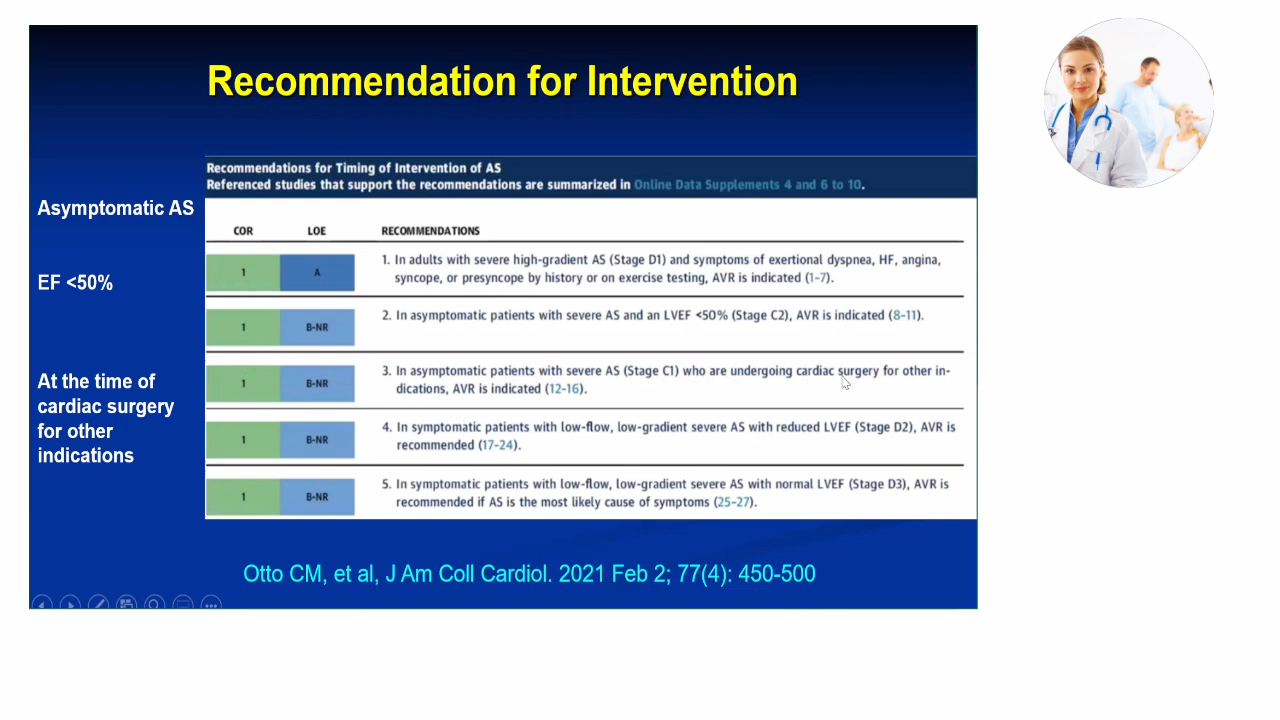 Recommendation for Intervention
Recommendations for Timing of Intervention of AS
Referenced studies that support the recommendations are summarized in Online Data Supplements 4 and 6 to 10.
Asymptomatic AS
EF <50%
At the time of
cardiac surgery
for other
indications
COR LOE RECOMMENDATIONS
1 A 1. In adults with severe high-gradient AS (Stage D1) and symptoms of exertional dyspnea, HF, angina,
syncope, or presyncope by history or on exercise testing, AVR is indicated (1-7).
1 B-NR 2. In asymptomatic patients with severe AS and an LVEF <50% (Stage C2), AVR is indicated (8-11).
1 B-NR 3. In asymptomatic patients with severe AS (Stage C1) who are undergoing cardiac surgery for other in-
dications, AVR is indicated (12-16).
1 B-NR 4. In symptomatic patients with low-flow, low-gradient severe AS with reduced LVEF (Stage D2), AVR is
recommended (17-24).
1 B-NR 5. In symptomatic patients with low-flow, low-gradient severe AS with normal LVEF (Stage D3), AVR is
recommended if AS is the most likely cause of symptoms (25-27).
Otto CM, et al, J Am Coll Cardiol. 2021 Feb 2; 77(4): 450-500